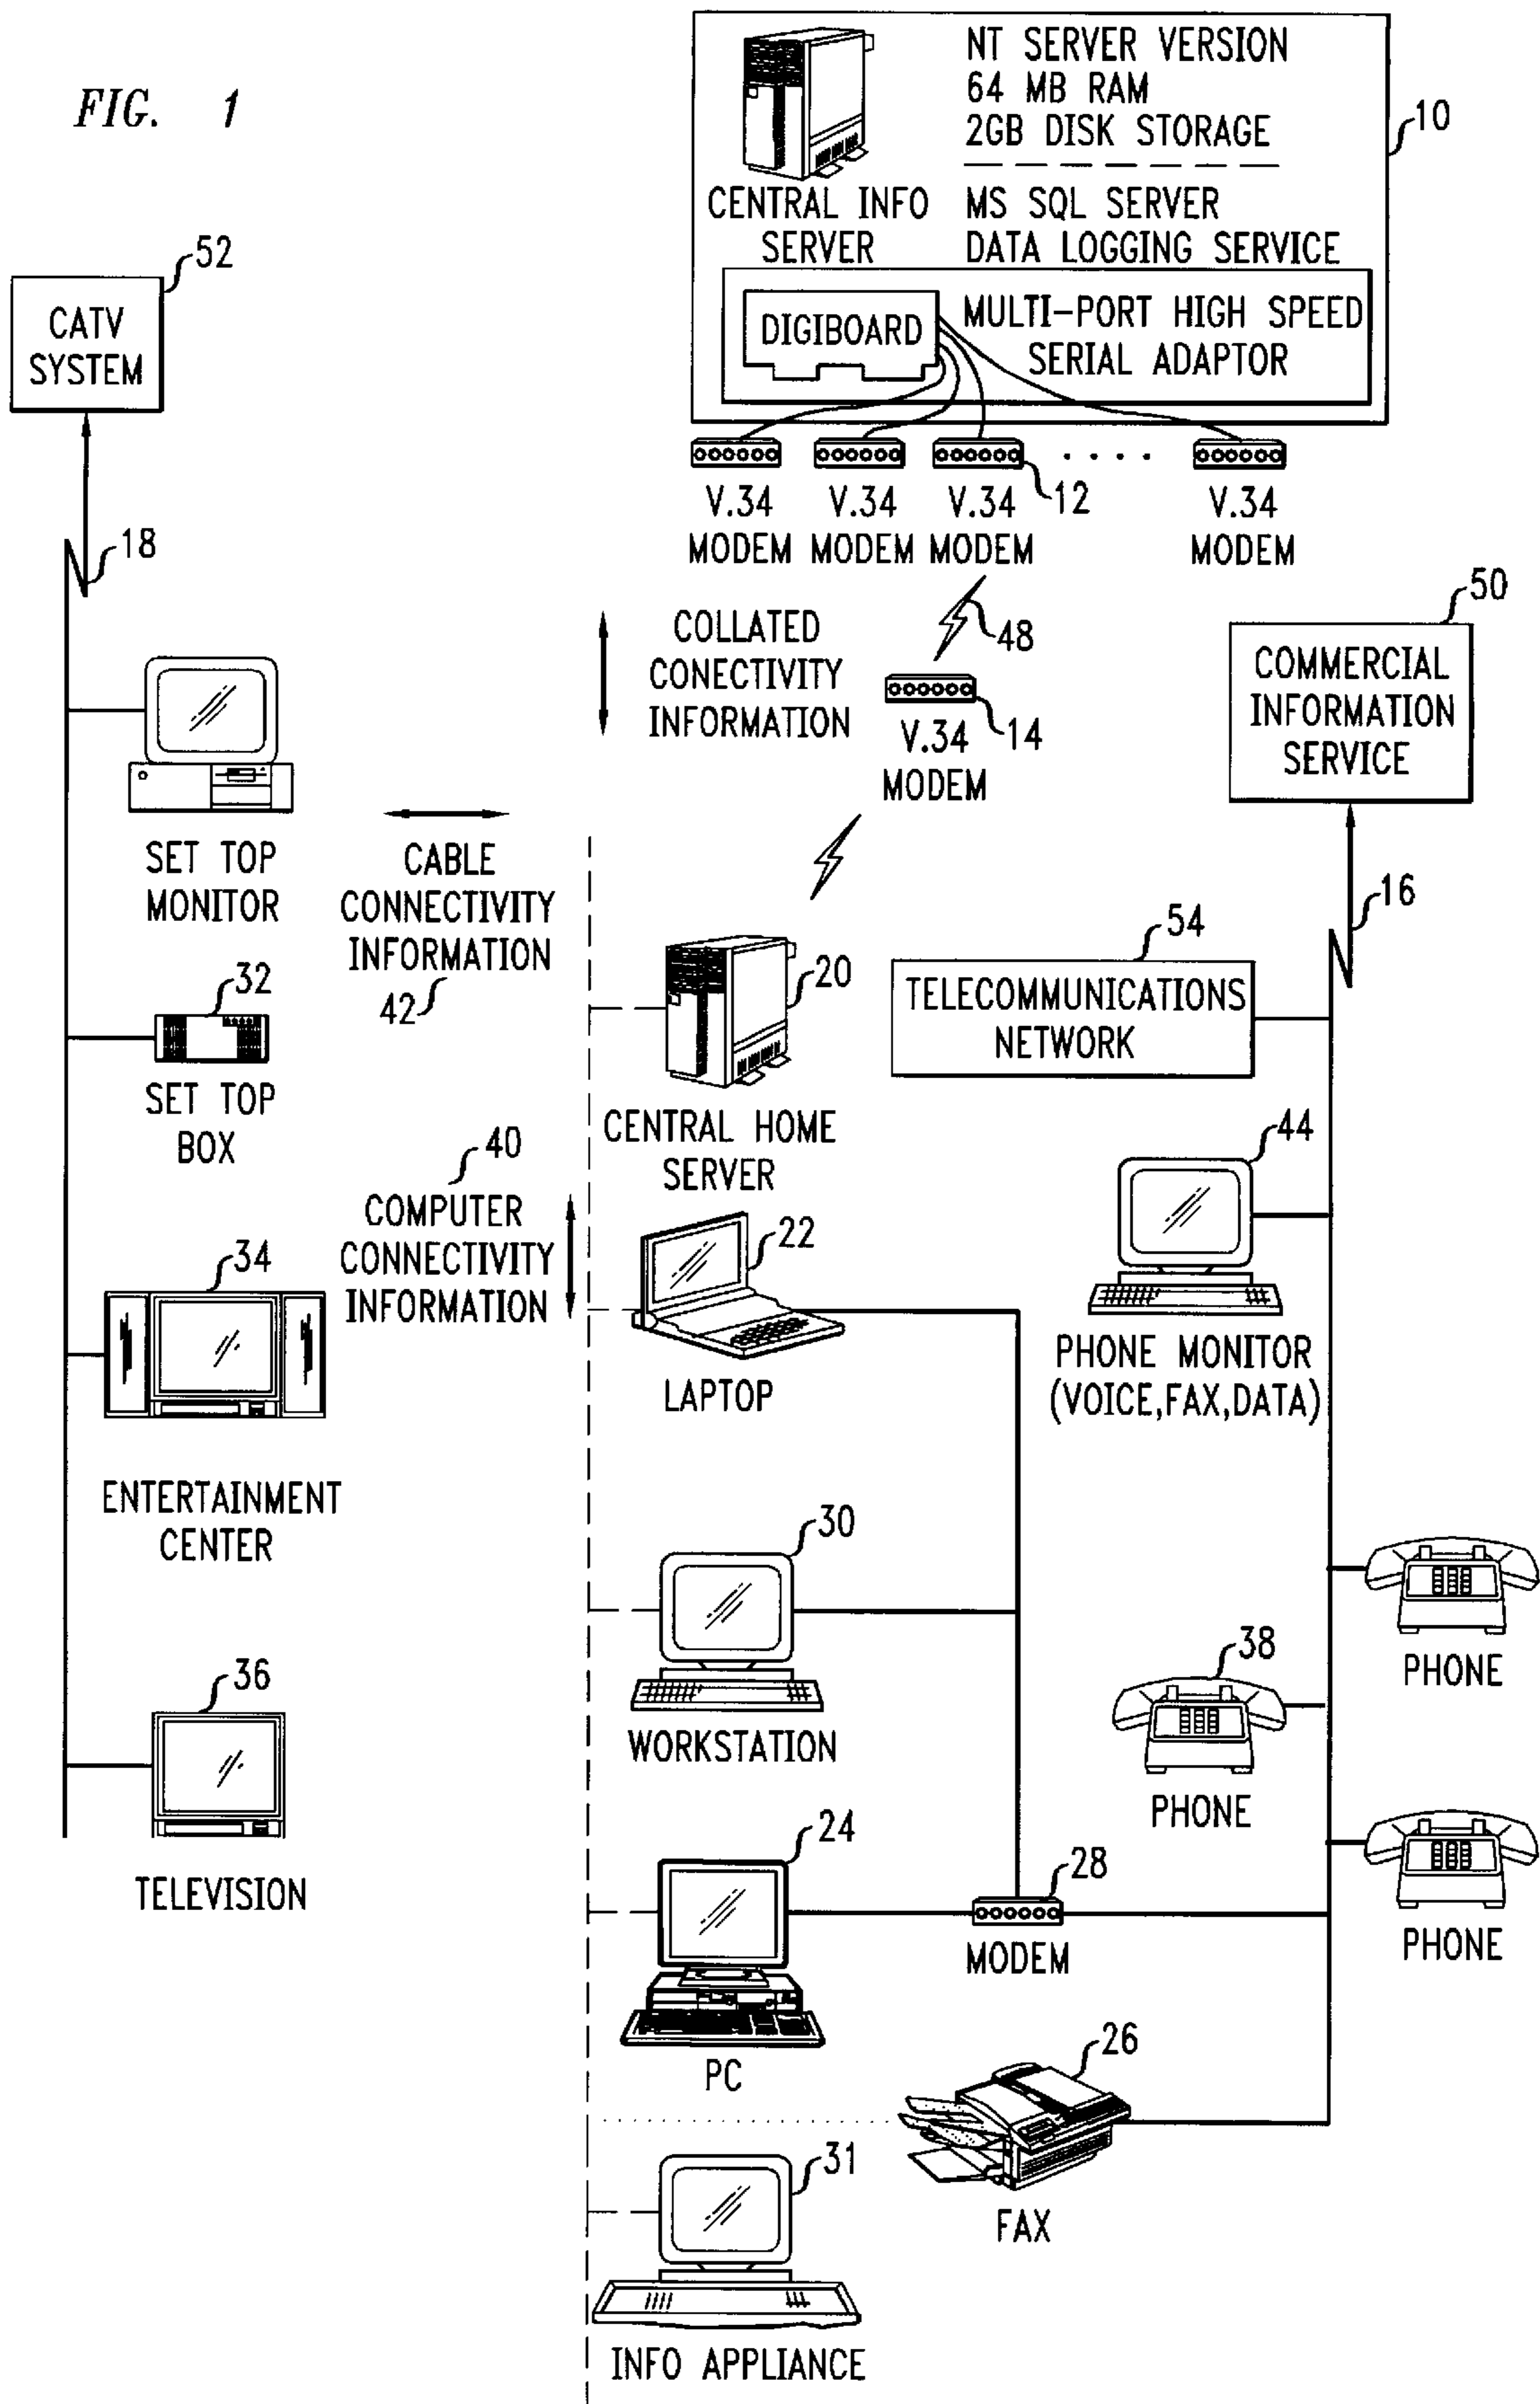 FIG. 1
NT SERVER VERSION
64 MB RAM
2GB DISK STORAGE
10
CENTRAL INFO
SERVER
MS SQL SERVER
DATA LOGGING SERVICE
DIGIBOARD
MULTI-PORT HIGH SPEED
SERIAL ADAPTOR
52
CATV
SYSTEM
18
V.34
MODEM
V.34
MODEM
V.34
MODEM
12
V.34
MODEM
48
COLLATED
CONECTIVITY
INFORMATION
14
V.34
MODEM
50
COMMERCIAL
INFORMATION
SERVICE
16
SET TOP
MONITOR
CABLE
CONNECTIVITY
INFORMATION
42
32
SET TOP
BOX
20
CENTRAL HOME
SERVER
54
TELECOMMUNICATIONS
NETWORK
40
COMPUTER
CONNECTIVITY
INFORMATION
44
PHONE MONITOR
(VOICE,FAX,DATA)
22
LAPTOP
34
ENTERTAINMENT
CENTER
30
WORKSTATION
PHONE
38
PHONE
PHONE
36
TELEVISION
24
PC
28
MODEM
26
FAX
31
INFO APPLIANCE